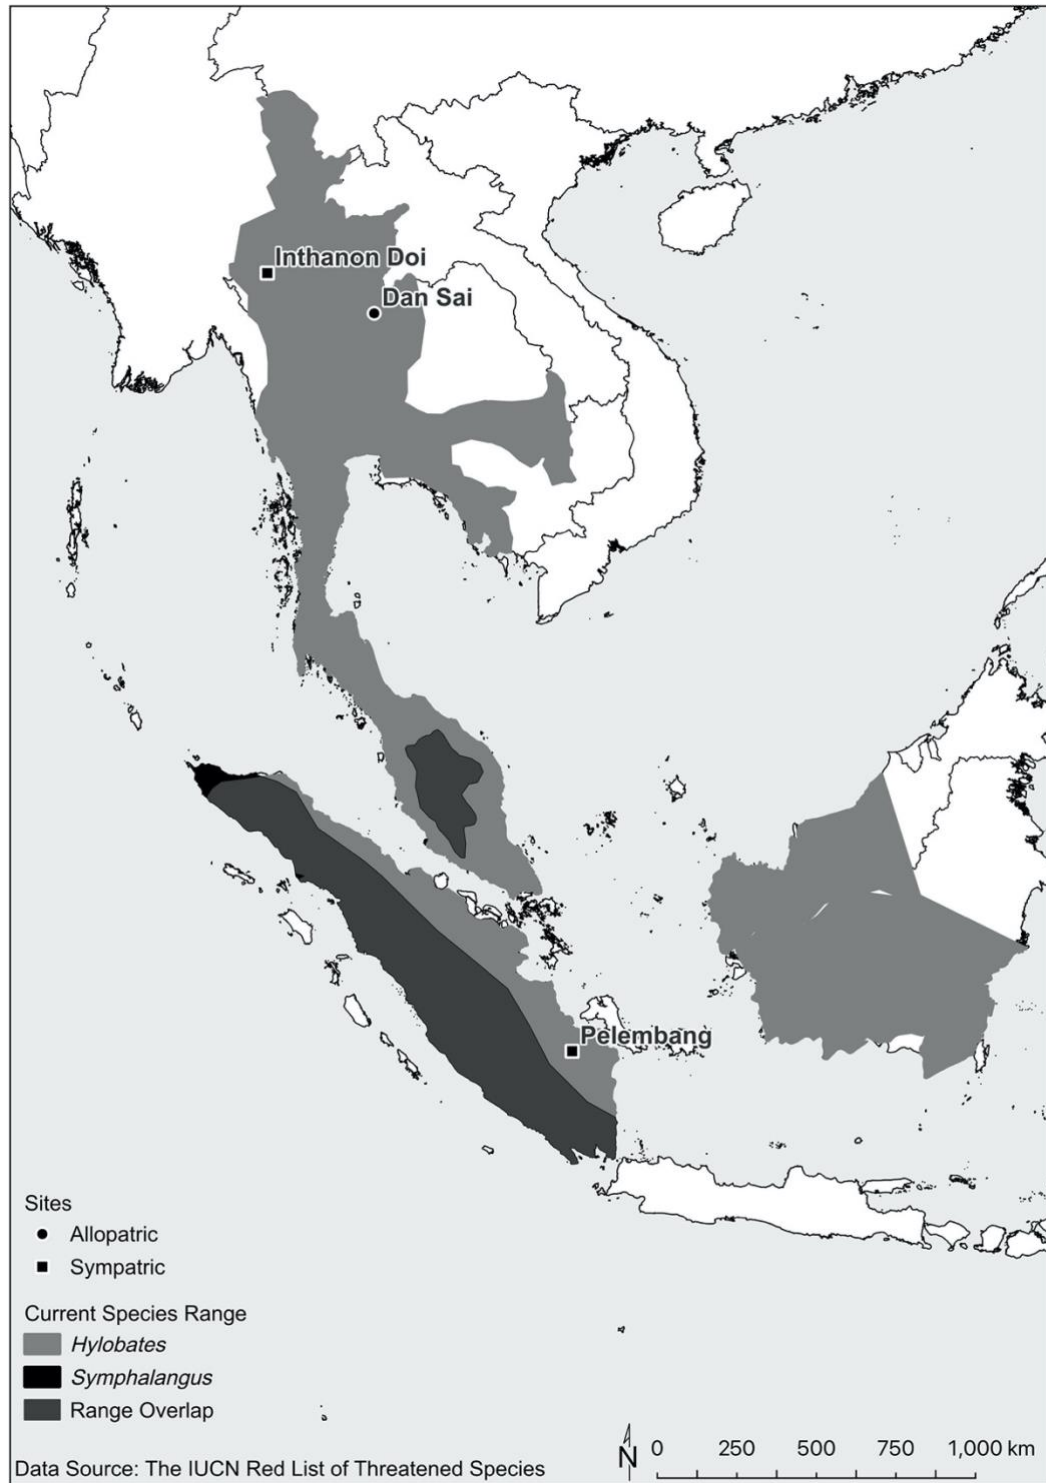 Inthanon Doi
Dan Sai
Pelembang
Sites
Allopatric
Sympatric
Current Species Range
Hylobates
Symphalangus
Range Overlap
N 0 250 500 750 1,000 km
Data Source: The IUCN Red List of Threatened Species